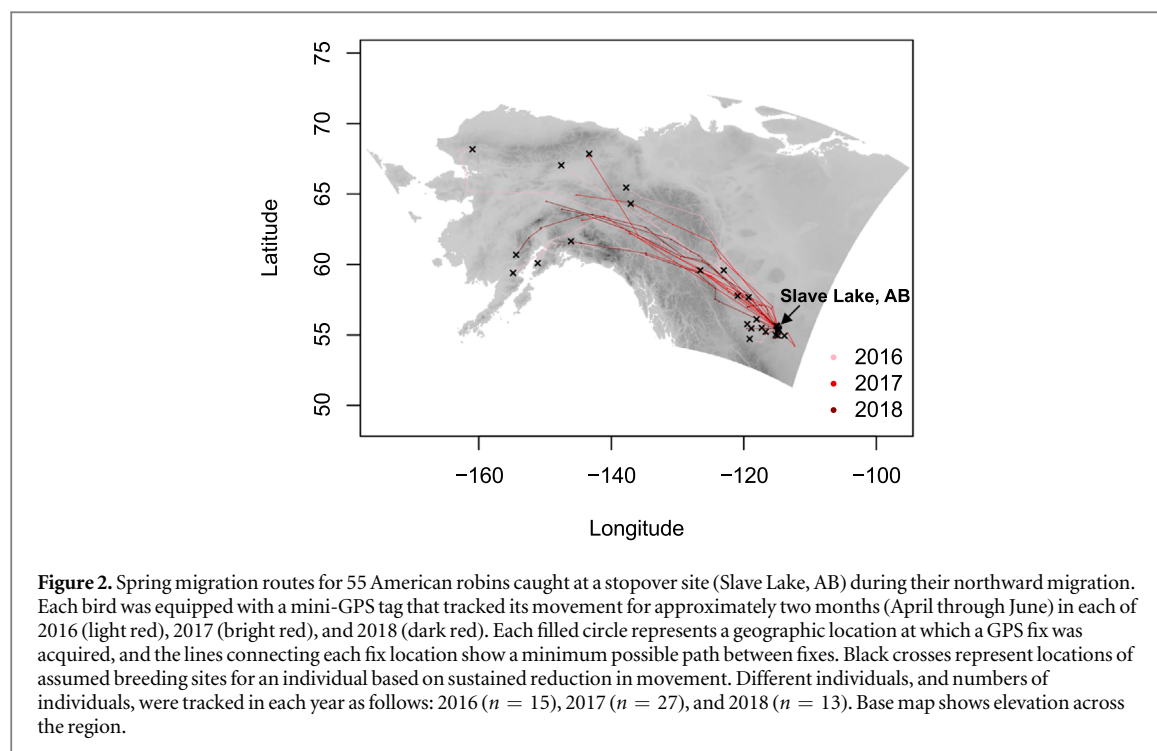 75
70
65
60
55
50
Latitude
Slave Lake, AB
2016
2017
2018
−160 −140 −120 −100
Longitude
Figure 2. Spring migration routes for 55 American robins caught at a stopover site (Slave Lake, AB) during their northward migration.
Each bird was equipped with a mini-GPS tag that tracked its movement for approximately two months (April through June) in each of
2016 (light red), 2017 (bright red), and 2018 (dark red). Each filled circle represents a geographic location at which a GPS fix was
acquired, and the lines connecting each fix location show a minimum possible path between fixes. Black crosses represent locations of
assumed breeding sites for an individual based on sustained reduction in movement. Different individuals, and numbers of
individuals, were tracked in each year as follows: 2016 (n = 15), 2017 (n = 27), and 2018 (n = 13). Base map shows elevation across
the region.